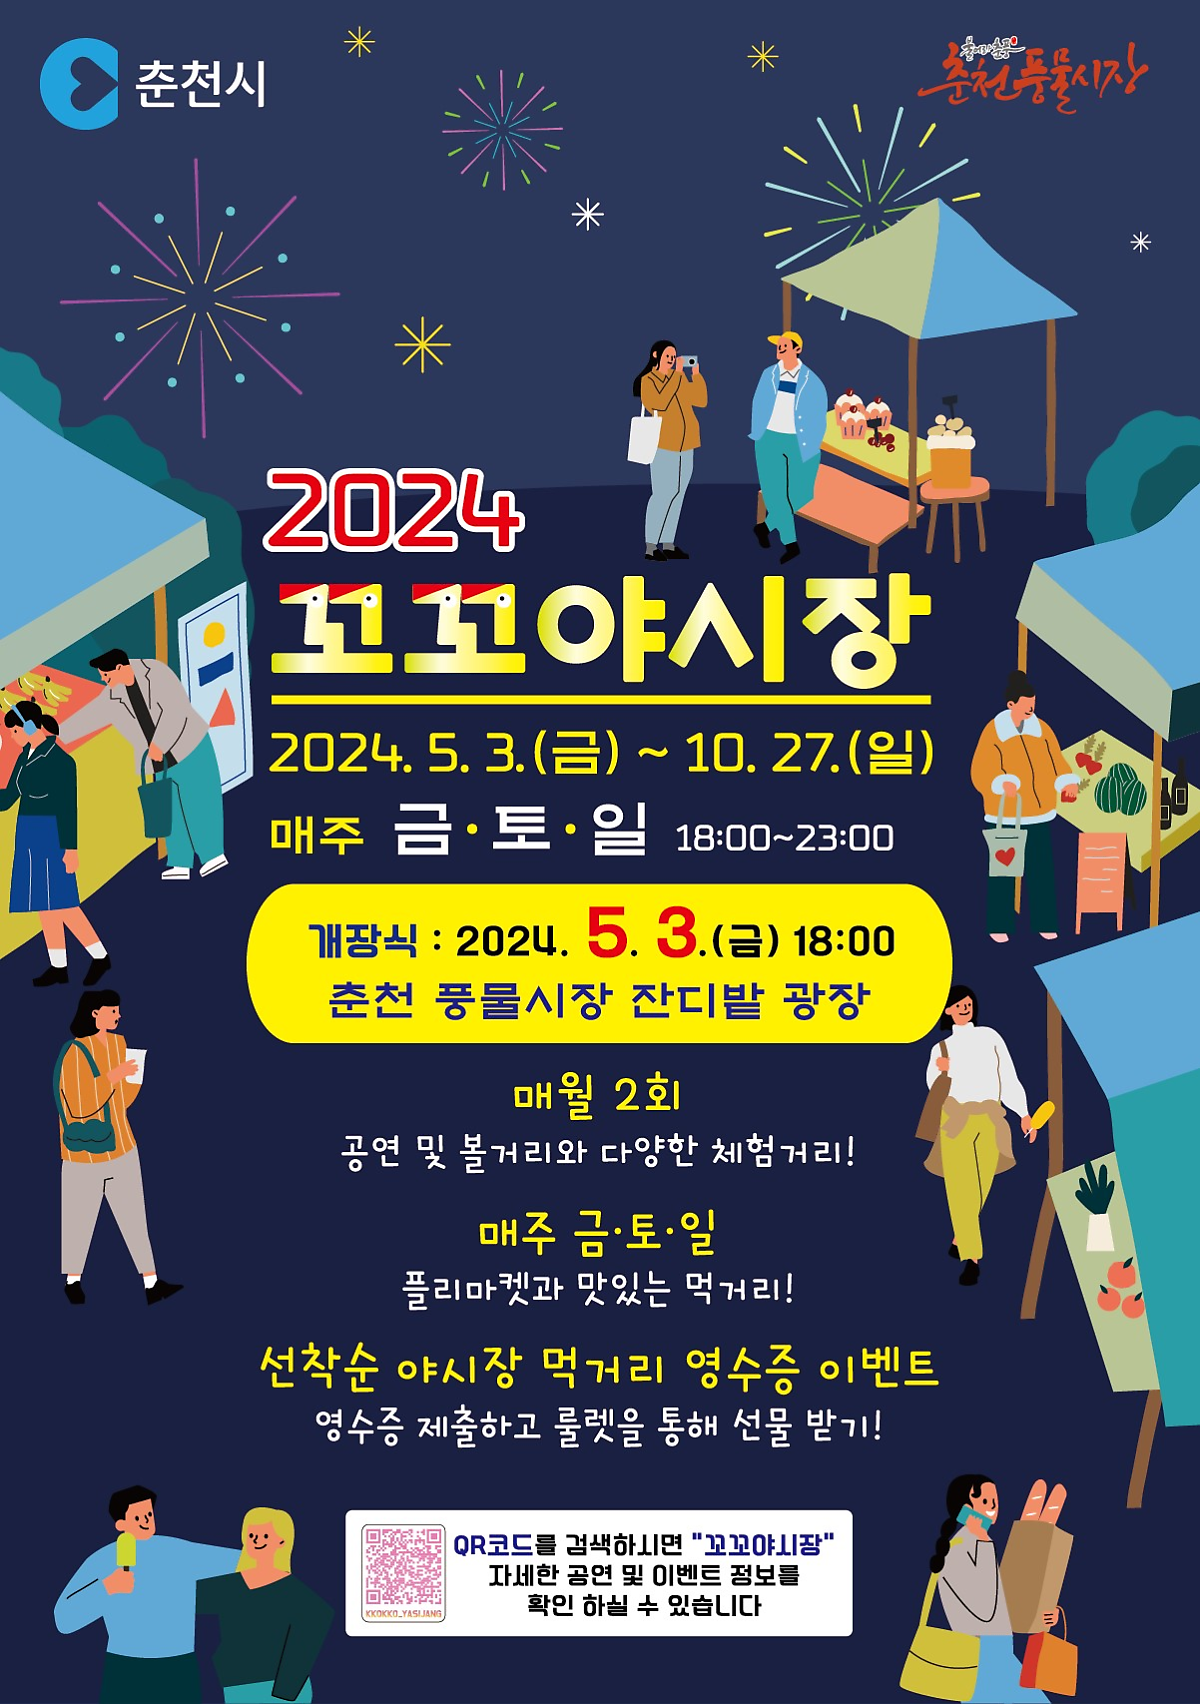 춘천시
춘천풍물시장
2024
꼬꼬야시장
2024. 5. 3.(금) ~ 10. 27.(일)
매주 금·토·일 18:00~23:00
개장식 : 2024. 5. 3.(금) 18:00
춘천 풍물시장 잔디밭 광장
매월 2회
공연 및 볼거리와 다양한 체험거리!
매주 금·토·일
플리마켓과 맛있는 먹거리!
선착순 야시장 먹거리 영수증 이벤트
영수증 제출하고 룰렛을 통해 선물 받기!
QR코드를 검색하시면 "꼬꼬야시장"
자세한 공연 및 이벤트 정보를
확인 하실 수 있습니다
KKOKKO_YASIJANG